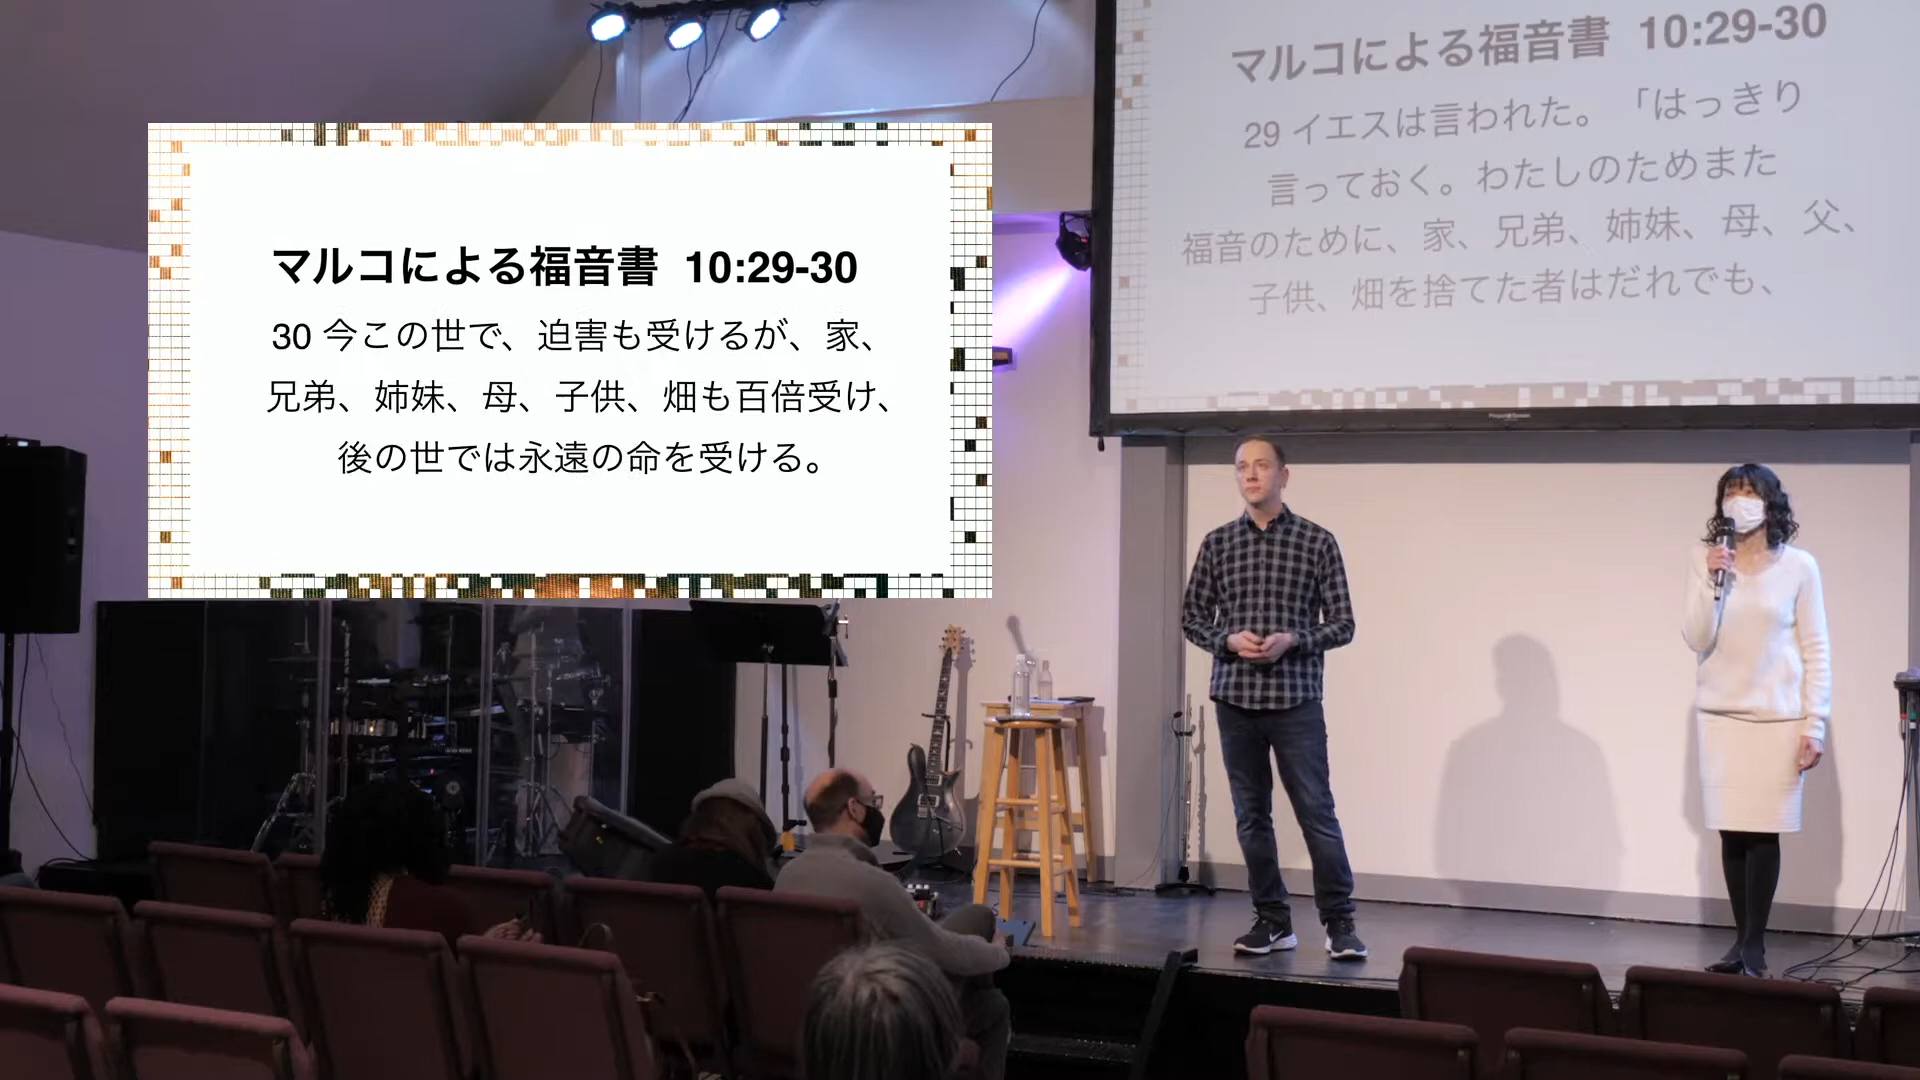 マルコによる福音書 10:29-30
30 今この世で、迫害も受けるが、家、
兄弟、姉妹、母、子供、畑も百倍受け、
後の世では永遠の命を受ける。
マルコによる福音書 10:29-30
29 イエスは言われた。「はっきり
言っておく。わたしのためまた
福音のために、家、兄弟、姉妹、母、父、
子供、畑を捨てた者はだれでも、